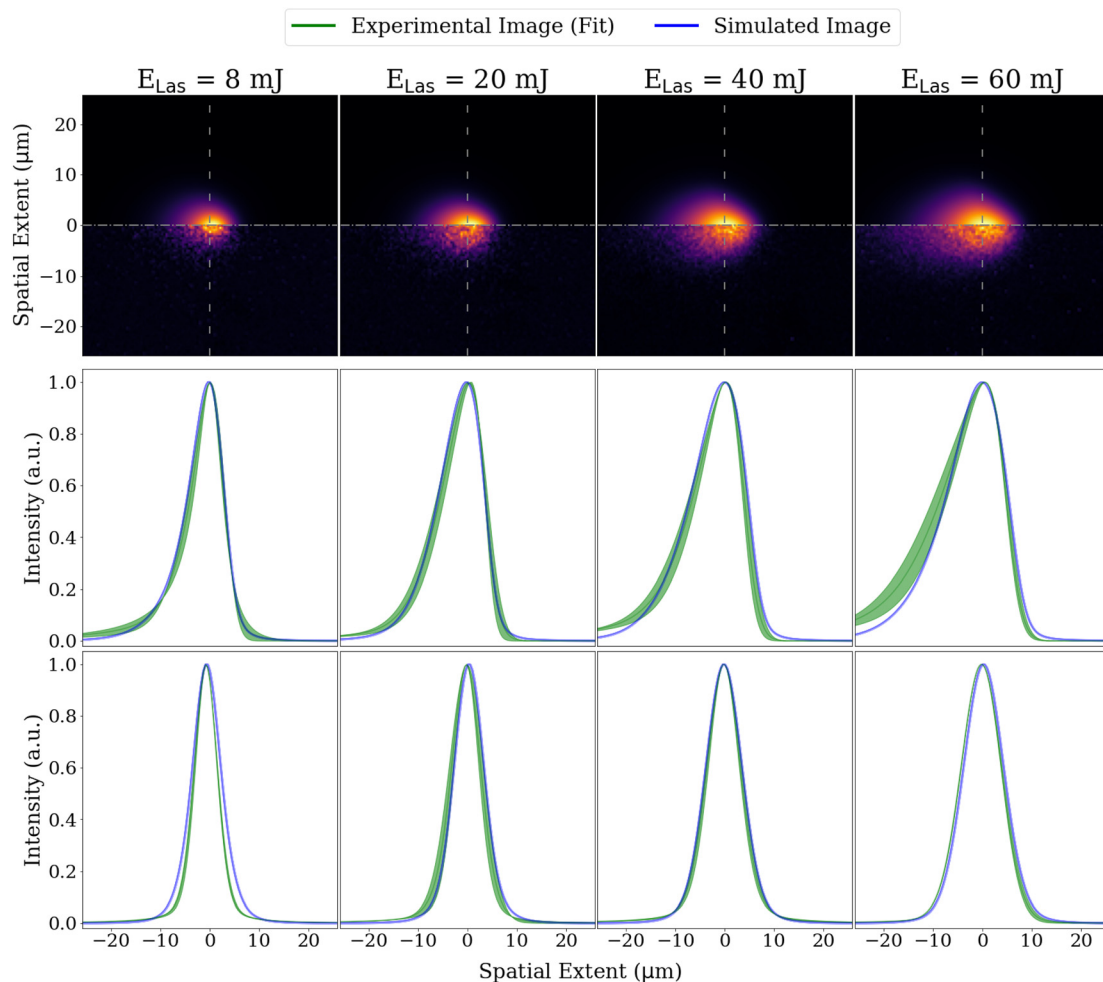 Experimental Image (Fit) Simulated Image
E_Las = 8 mJ E_Las = 20 mJ E_Las = 40 mJ E_Las = 60 mJ
Spatial Extent (μm)
20
10
0
−10
−20
Intensity (a.u.)
1.0
0.8
0.6
0.4
0.2
0.0
Intensity (a.u.)
1.0
0.8
0.6
0.4
0.2
0.0
−20 −10 0 10 20 −20 −10 0 10 20 −20 −10 0 10 20 −20 −10 0 10 20
Spatial Extent (μm)